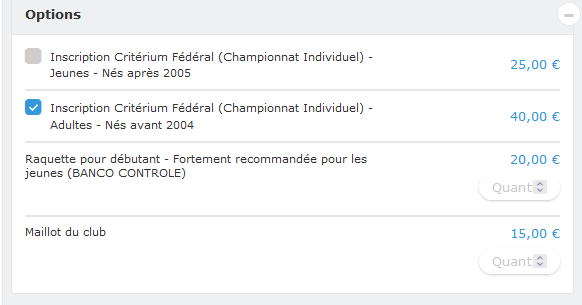 Options
Inscription Critérium Fédéral (Championnat Individuel) -
Jeunes - Nés après 2005
25,00 €
Inscription Critérium Fédéral (Championnat Individuel) -
Adultes - Nés avant 2004
40,00 €
Raquette pour débutant - Fortement recommandée pour les
jeunes (BANCO CONTROLE)
20,00 €
Quant
Maillot du club
15,00 €
Quant